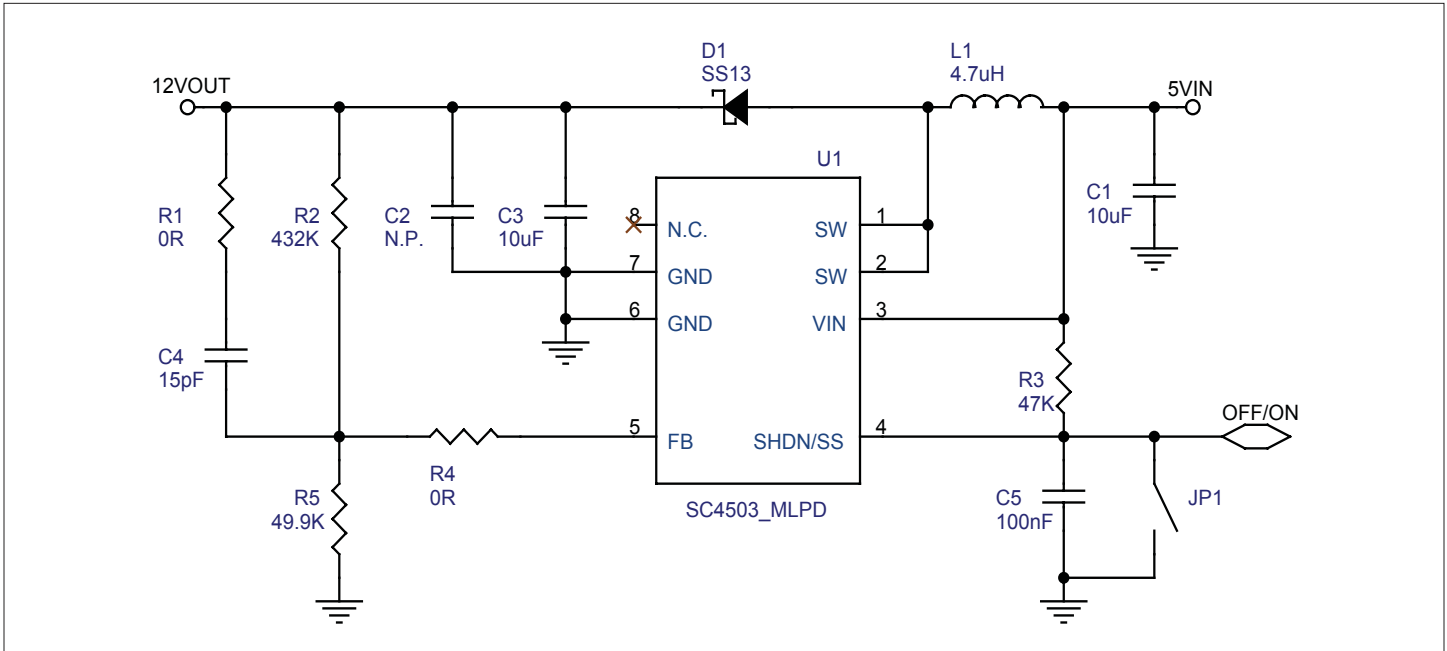 D1
SS13
L1
4.7uH
12VOUT
5VIN
U1
R1
0R
R2
432K
C2
N.P.
C3
10uF
C1
10uF
8
N.C.
7
GND
6
GND
5
FB
SW
1
SW
2
VIN
3
SHDN/SS
4
C4
15pF
R3
47K
OFF/ON
R4
0R
R5
49.9K
SC4503_MLPD
C5
100nF
JP1